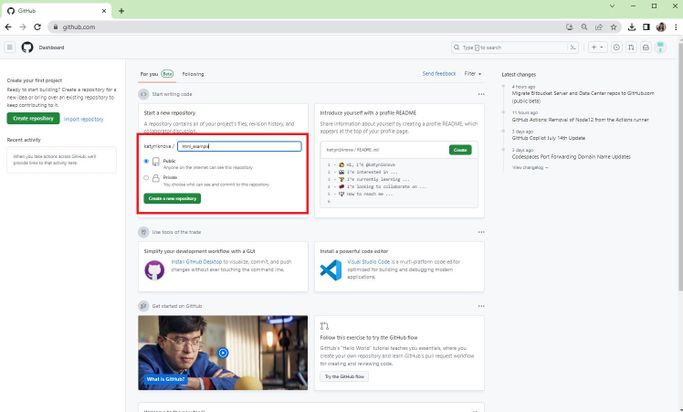 GitHub
github.com
Dashboard
Type / to search
Create your first project
Ready to start building? Create a repository for
a new idea or bring over an existing repository to
keep contributing to it.
Create repository
Import repository
Recent activity
When you take actions across GitHub, we'll
provide links to that activity here.
For you
Beta
Following
Send feedback
Filter
Start writing code
Start a new repository
A repository contains all of your project's files, revision history, and
collaborator discussion.
katynikonova /
html_exampl
Public
Anyone on the internet can see this repository
Private
You choose who can see and commit to this repository
Create a new repository
Introduce yourself with a profile README
Share information about yourself by creating a profile README, which
appears at the top of your profile page.
katynikonova / README.md
Create
1 - Hi, I'm @katynikonova
2 - I'm interested in ...
3 - I'm currently learning ...
4 - I'm looking to collaborate on ...
5 - How to reach me ...
6
Use tools of the trade
Simplify your development workflow with a GUI
Install GitHub Desktop to visualize, commit, and push
changes without ever touching the command line.
Install a powerful code editor
Visual Studio Code is a multi-platform code editor
optimized for building and debugging modern
applications.
Get started on GitHub
What is GitHub?
Follow this exercise to try the GitHub flow
GitHub's "Hello World" tutorial teaches you essentials, where you
create your own repository and learn GitHub's pull request workflow
for creating and reviewing code.
Try the GitHub flow
Latest changes
4 hours ago
Migrate Bitbucket Server and Data Center repos to GitHub.com
(public beta)
11 hours ago
GitHub Actions Removal of Node12 from the Actions runner
3 days ago
GitHub Copilot July 14th Update
3 days ago
Codespaces Port Forwarding Domain Name Updates
View changelog →